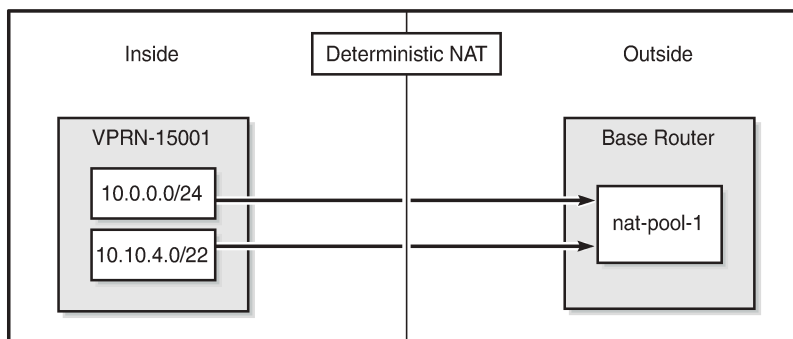 Inside
Deterministic NAT
Outside
VPRN-15001
Base Router
10.0.0.0/24
10.10.4.0/22
nat-pool-1